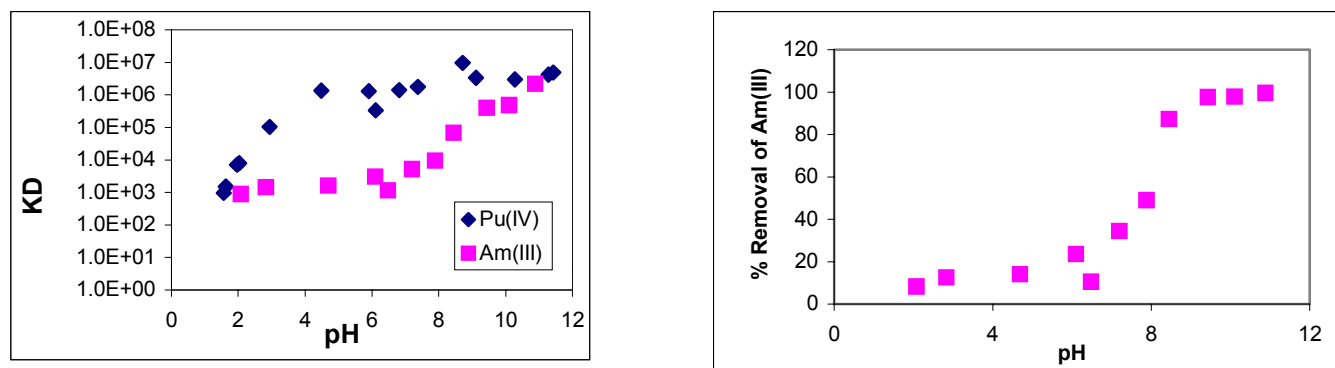 1.0E+08
1.0E+07
1.0E+06
1.0E+05
1.0E+04
1.0E+03
1.0E+02
1.0E+01
1.0E+00
KD
Pu(IV)
Am(III)
0 2 4 6 8 10 12
pH
120
100
80
60
40
20
0
% Removal of Am(III)
0 4 8 12
pH